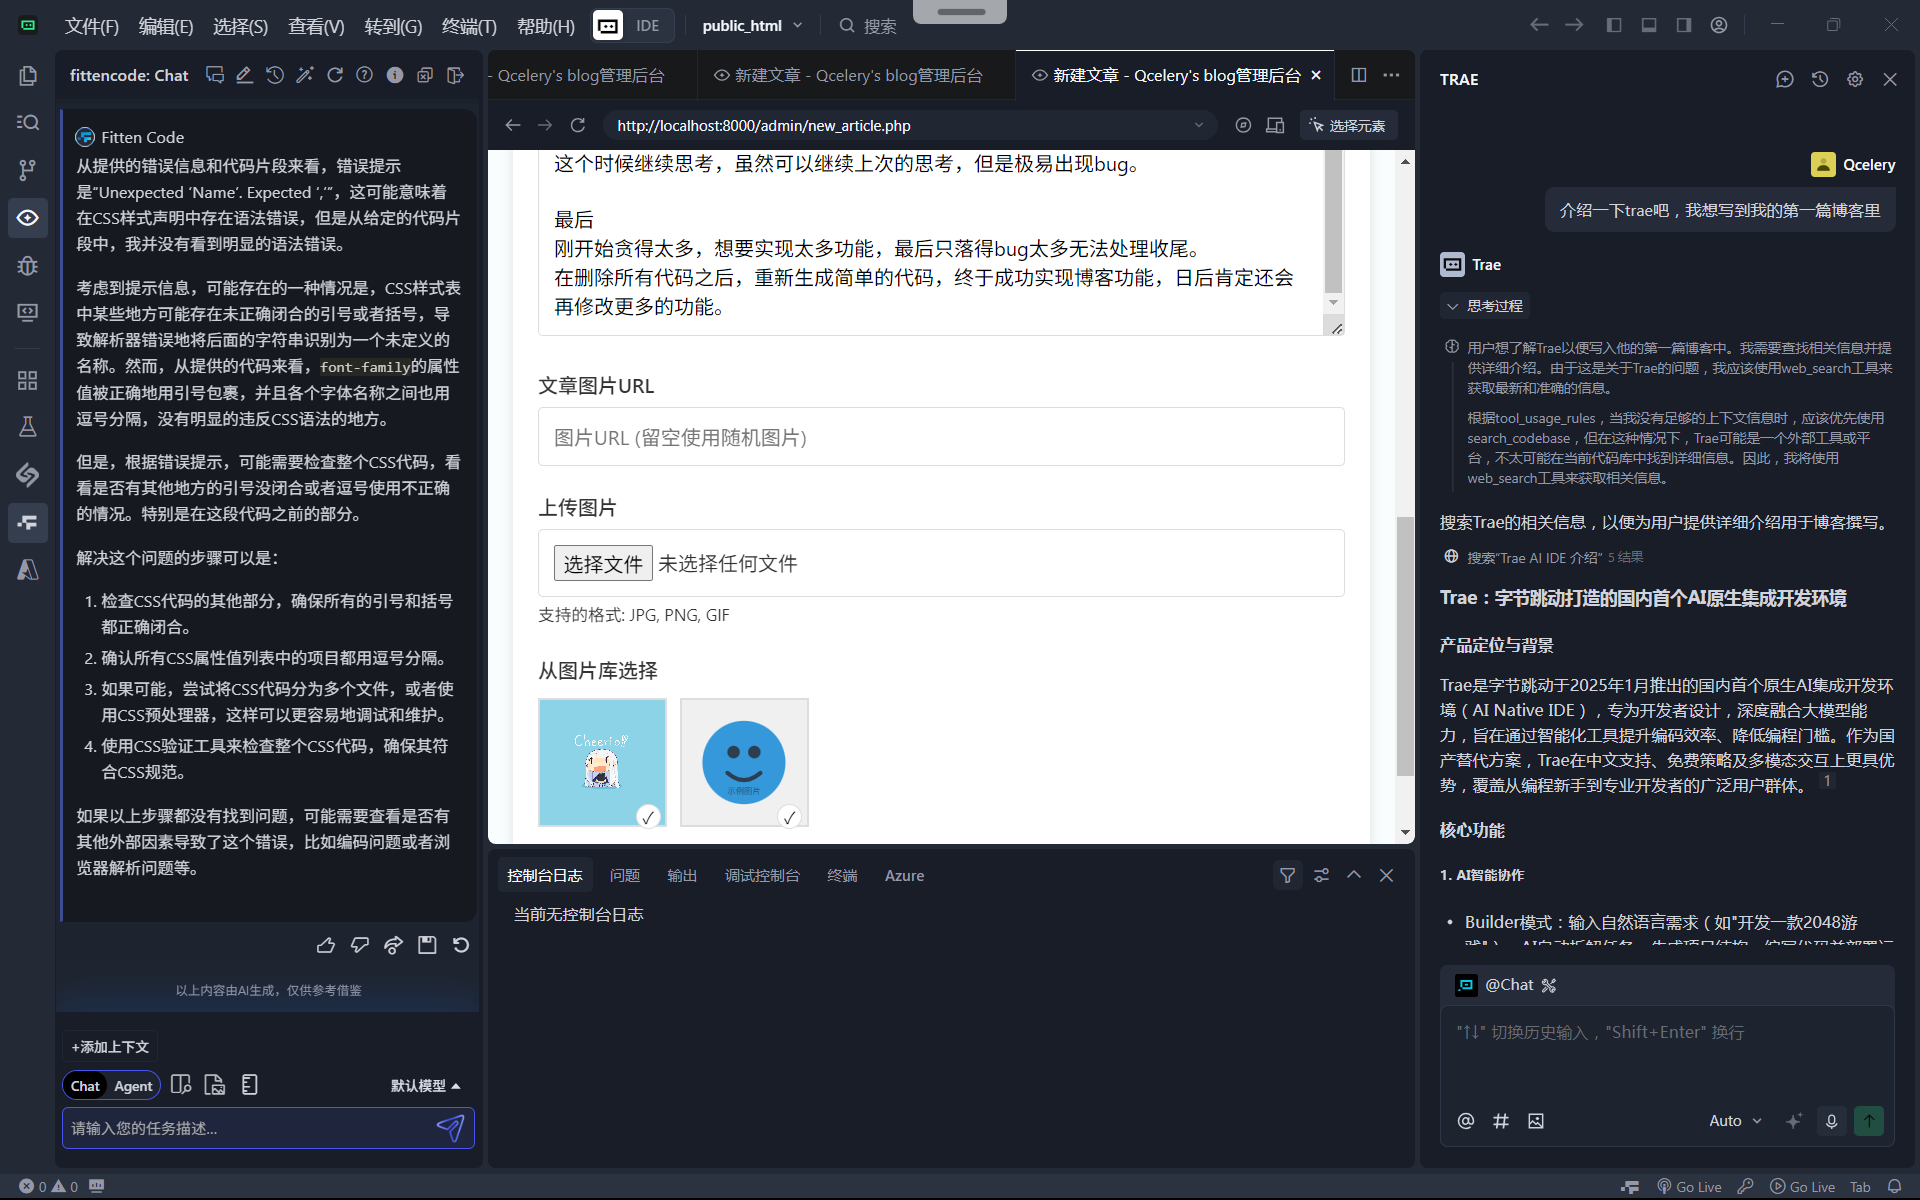 文件(F) 编辑(E) 选择(S) 查看(V) 转到(G) 终端(T) 帮助(H) IDE public_html 搜索
fittencode: Chat
Fitten Code
从提供的错误信息和代码片段来看，错误提示
是"Unexpected 'Name'. Expected ','"，这可能意味着
在CSS样式声明中存在语法错误，但是从给定的代码片
段中，我并没有看到明显的语法错误。
考虑到提示信息，可能存在的一种情况是，CSS样式表
中某些地方可能存在未正确闭合的引号或者括号，导
致解析器错误地将后面的字符串识别为一个未定义的
名称。然而，从提供的代码来看，font-family的属性
值被正确地用引号包裹，并且各个字体名称之间也用
逗号分隔，没有明显的违反CSS语法的地方。
但是，根据错误提示，可能需要检查整个CSS代码，看
看是否有其他地方的引号没闭合或者逗号使用不正确
的情况。特别是在这段代码之前的部分。
解决这个问题的步骤可以是：
1. 检查CSS代码的其他部分，确保所有的引号和括号
都正确闭合。
2. 确认所有CSS属性值列表中的项目都用逗号分隔。
3. 如果可能，尝试将CSS代码分为多个文件，或者使
用CSS预处理器，这样可以更容易地调试和维护。
4. 使用CSS验证工具来检查整个CSS代码，确保其符
合CSS规范。
如果以上步骤都没有找到问题，可能需要查看是否有
其他外部因素导致了这个错误，比如编码问题或者浏
览器解析问题等。
以上内容由AI生成，仅供参考借鉴
+添加上下文
Chat Agent 默认模型
请输入您的任务描述...
- Qcelery's blog管理后台 新建文章 - Qcelery's blog管理后台 新建文章 - Qcelery's blog管理后台
http://localhost:8000/admin/new_article.php 选择元素
这个时候继续思考，虽然可以继续上次的思考，但是极易出现bug。
最后
刚开始贪得太多，想要实现太多功能，最后只落得bug太多无法处理收尾。
在删除所有代码之后，重新生成简单的代码，终于成功实现博客功能，日后肯定还会
再修改更多的功能。
文章图片URL
图片URL (留空使用随机图片)
上传图片
选择文件 未选择任何文件
支持的格式: JPG, PNG, GIF
从图片库选择
Cheerio!!
示例图片
控制台日志 问题 输出 调试控制台 终端 Azure
当前无控制台日志
TRAE
Qcelery
介绍一下trae吧，我想写到我的第一篇博客里
Trae
思考过程
用户想了解Trae以便写入他的第一篇博客中。我需要查找相关信息并提
供详细介绍。由于这是关于Trae的问题，我应该使用web_search工具来
获取最新和准确的信息。
根据tool_usage_rules，当我没有足够的上下文信息时，应该优先使用
search_codebase，但在这种情况下，Trae可能是一个外部工具或平
台，不太可能在当前代码库中找到详细信息。因此，我将使用
web_search工具来获取相关信息。
搜索Trae的相关信息，以便为用户提供详细介绍用于博客撰写。
搜索"Trae AI IDE 介绍" 5 结果
Trae：字节跳动打造的国内首个AI原生集成开发环境
产品定位与背景
Trae是字节跳动于2025年1月推出的国内首个原生AI集成开发环
境（AI Native IDE），专为开发者设计，深度融合大模型能
力，旨在通过智能化工具提升编码效率、降低编程门槛。作为国
产替代方案，Trae在中文支持、免费策略及多模态交互上更具优
势，覆盖从编程新手到专业开发者的广泛用户群体。 1
核心功能
1. AI智能协作
• Builder模式：输入自然语言需求（如"开发一款2048游
@Chat
"↑↓" 切换历史输入，"Shift+Enter" 换行
Auto
0 0 Go Live Go Live Tab